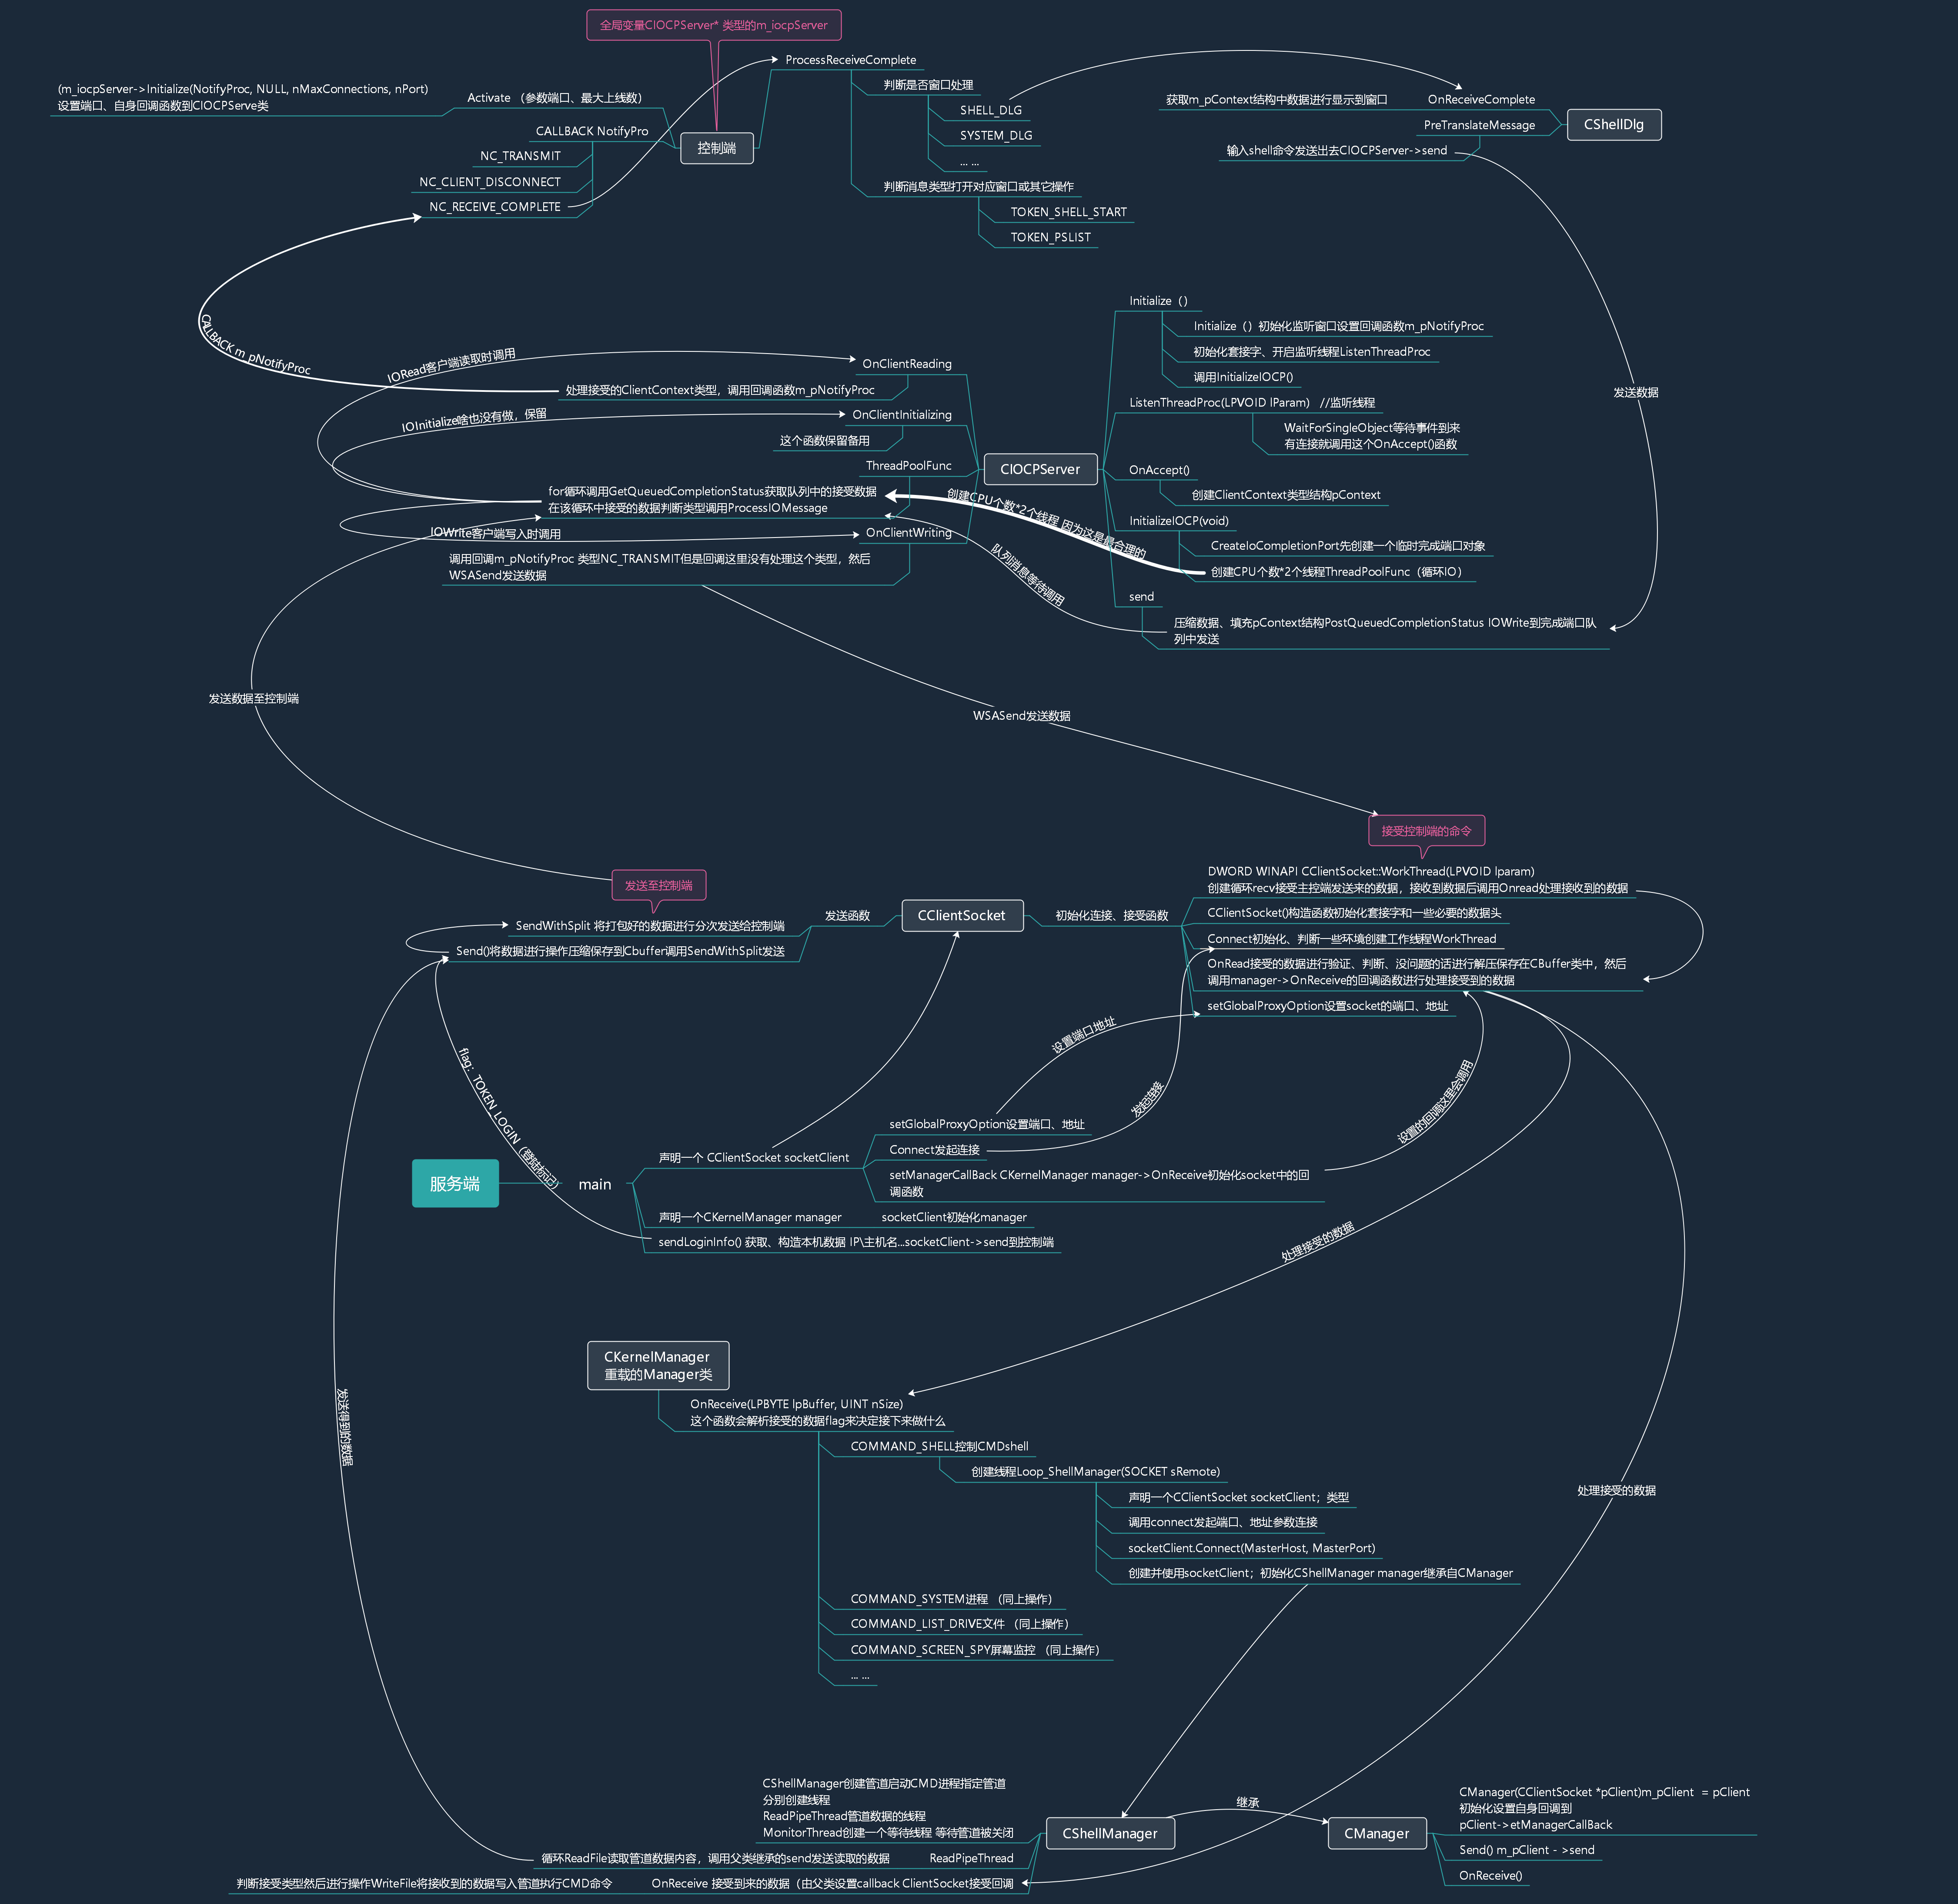 全局变量CIOCPServer* 类型的m_iocpServer
(m_iocpServer->Initialize(NotifyProc, NULL, nMaxConnections, nPort)
设置端口、自身回调函数到CIOCPServe类
Activate （参数端口、最大上线数）
CALLBACK NotifyPro
NC_TRANSMIT
NC_CLIENT_DISCONNECT
NC_RECEIVE_COMPLETE
控制端
ProcessReceiveComplete
判断是否窗口处理
SHELL_DLG
SYSTEM_DLG
... ...
判断消息类型打开对应窗口或其它操作
TOKEN_SHELL_START
TOKEN_PSLIST
获取m_pContext结构中数据进行显示到窗口
OnReceiveComplete
PreTranslateMessage
输入shell命令发送出去CIOCPServer->send
CShellDlg
发送数据
CALLBACK m_pNotifyProc
IORead客户端读取时调用
OnClientReading
处理接受的ClientContext类型，调用回调函数m_pNotifyProc
IOInitialize啥也没有做，保留
OnClientInitializing
这个函数保留备用
ThreadPoolFunc
for循环调用GetQueuedCompletionStatus获取队列中的接受数据
在该循环中接受的数据判断类型调用ProcessIOMessage
IOWrite客户端写入时调用
OnClientWriting
调用回调m_pNotifyProc 类型NC_TRANSMIT但是回调这里没有处理这个类型，然后
WSASend发送数据
CIOCPServer
Initialize（）
Initialize（）初始化监听窗口设置回调函数m_pNotifyProc
初始化套接字、开启监听线程ListenThreadProc
调用InitializeIOCP()
ListenThreadProc(LPVOID lParam)   //监听线程
WaitForSingleObject等待事件到来
有连接就调用这个OnAccept()函数
OnAccept()
创建ClientContext类型结构pContext
InitializeIOCP(void)
CreateIoCompletionPort先创建一个临时完成端口对象
创建CPU个数*2个线程ThreadPoolFunc（循环IO）
send
压缩数据、填充pContext结构PostQueuedCompletionStatus IOWrite到完成端口队
列中发送
创建CPU个数*2个线程 因为这是最合理的
队列消息等待调用
发送数据至控制端
WSASend发送数据
接受控制端的命令
发送至控制端
SendWithSplit 将打包好的数据进行分次发送给控制端
Send()将数据进行操作压缩保存到Cbuffer调用SendWithSplit发送
发送函数
CClientSocket
初始化连接、接受函数
DWORD WINAPI CClientSocket::WorkThread(LPVOID lparam)
创建循环recv接受主控端发送来的数据，接收到数据后调用Onread处理接收到的数据
CClientSocket()构造函数初始化套接字和一些必要的数据头
Connect初始化、判断一些环境创建工作线程WorkThread
OnRead接受的数据进行验证、判断、没问题的话进行解压保存在CBuffer类中，然后
调用manager->OnReceive的回调函数进行处理接受到的数据
setGlobalProxyOption设置socket的端口、地址
设置端口地址
发起连接
设置的回调这里会调用
flag：TOKEN_LOGIN（登陆标记）
服务端
main
声明一个 CClientSocket socketClient
setGlobalProxyOption设置端口、地址
Connect发起连接
setManagerCallBack CKernelManager manager->OnReceive初始化socket中的回
调函数
声明一个CKernelManager manager
socketClient初始化manager
sendLoginInfo() 获取、构造本机数据 IP\主机名...socketClient->send到控制端
处理接受的数据
CKernelManager
重载的Manager类
OnReceive(LPBYTE lpBuffer, UINT nSize)
这个函数会解析接受的数据flag来决定接下来做什么
COMMAND_SHELL控制CMDshell
创建线程Loop_ShellManager(SOCKET sRemote)
声明一个CClientSocket socketClient；类型
调用connect发起端口、地址参数连接
socketClient.Connect(MasterHost, MasterPort)
创建并使用socketClient；初始化CShellManager manager继承自CManager
COMMAND_SYSTEM进程 （同上操作）
COMMAND_LIST_DRIVE文件 （同上操作）
COMMAND_SCREEN_SPY屏幕监控 （同上操作）
... ...
发送得到的数据
处理接受的数据
CShellManager创建管道启动CMD进程指定管道
分别创建线程
ReadPipeThread管道数据的线程
MonitorThread创建一个等待线程 等待管道被关闭
循环ReadFile读取管道数据内容，调用父类继承的send发送读取的数据
ReadPipeThread
判断接受类型然后进行操作WriteFile将接收到的数据写入管道执行CMD命令
OnReceive 接受到来的数据（由父类设置callback ClientSocket接受回调
CShellManager
继承
CManager
CManager(CClientSocket *pClient)m_pClient  = pClient
初始化设置自身回调到
pClient->etManagerCallBack
Send() m_pClient - ->send
OnReceive()